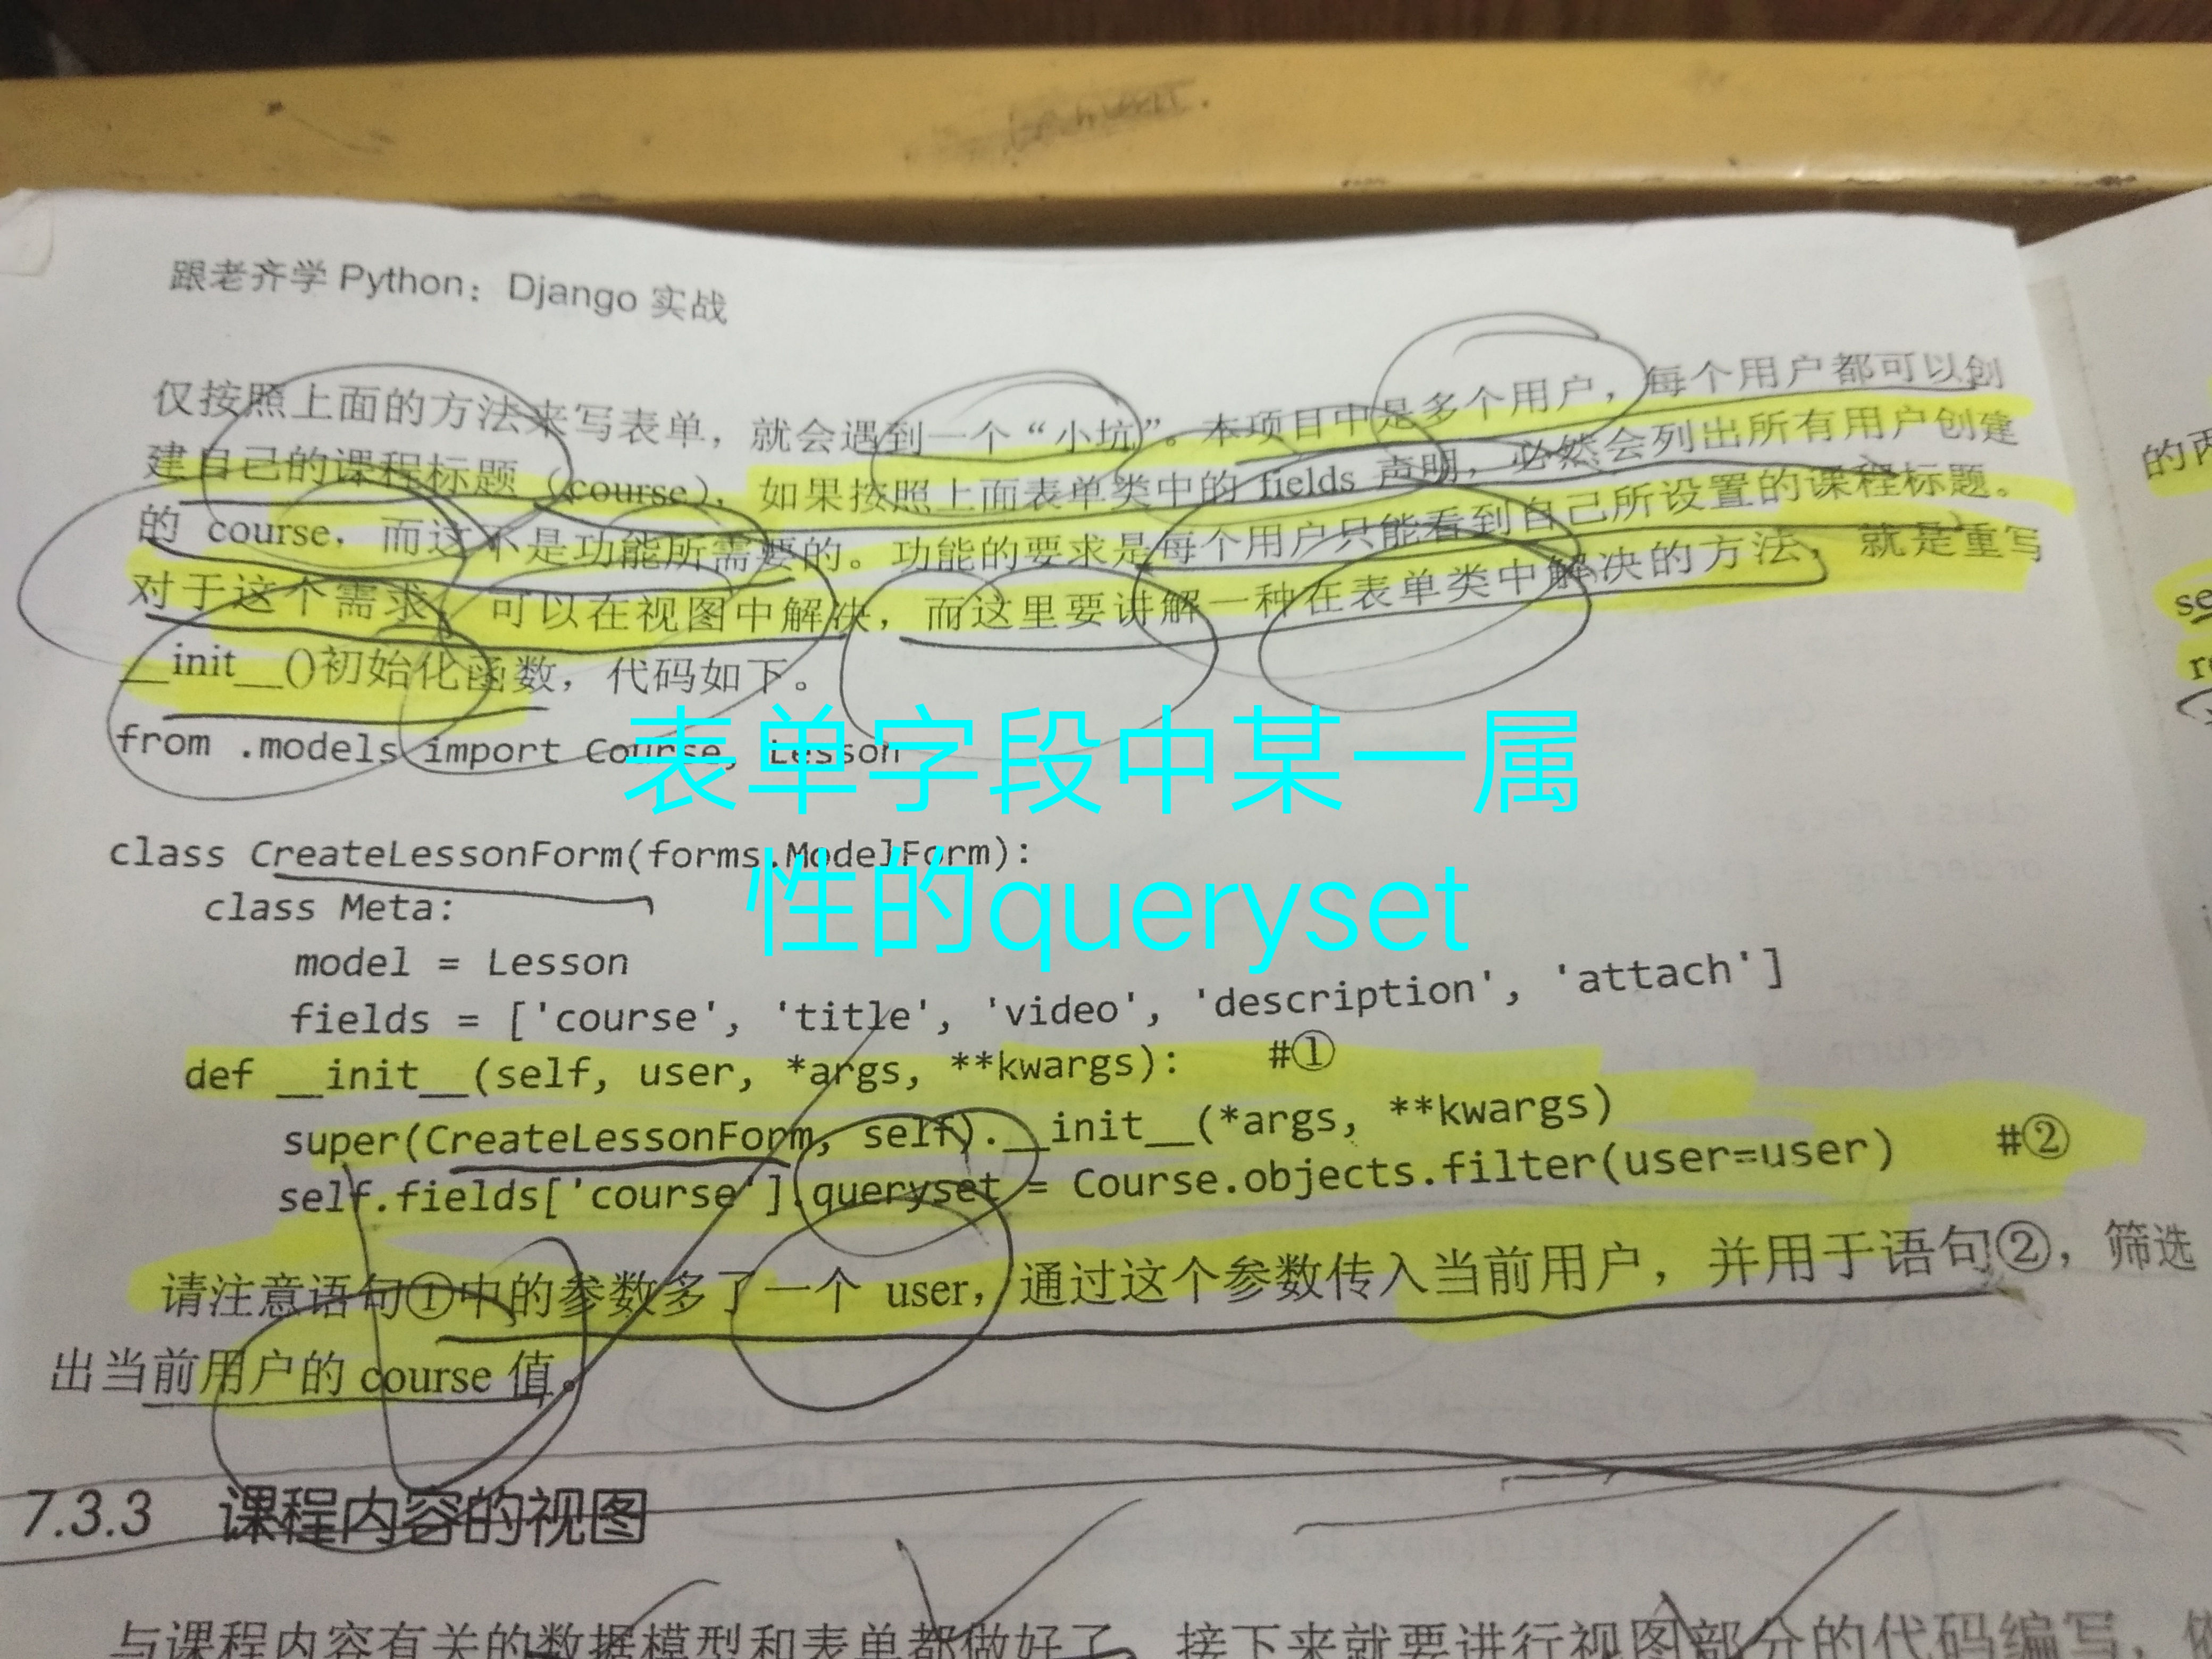 跟老齐学 Python：Django 实战
仅按照上面的方法来写表单，就会遇到一个“小坑”。本项目中是多个用户，每个用户都可以创
建自己的课程标题（course），如果按照上面表单类中的 fields 声明，必然会列出所有用户创建
的 course，而这不是功能所需要的。功能的要求是每个用户只能看到自己所设置的课程标题。
对于这个需求，可以在视图中解决，而这里要讲解一种在表单类中解决的方法，就是重写
__init__()初始化函数，代码如下。
from .models import Course, Lesson
表单字段中某一属
性的queryset
class CreateLessonForm(forms.ModelForm):
class Meta:
model = Lesson
fields = ['course', 'title', 'video', 'description', 'attach']
def __init__(self, user, *args, **kwargs): #①
super(CreateLessonForm, self).__init__(*args, **kwargs)
self.fields['course'].queryset = Course.objects.filter(user=user) #②
请注意语句①中的参数多了一个 user，通过这个参数传入当前用户，并用于语句②，筛选
出当前用户的 course 值。
7.3.3 课程内容的视图
与课程内容有关的数据模型和表单都做好了，接下来就要进行视图部分的代码编写，